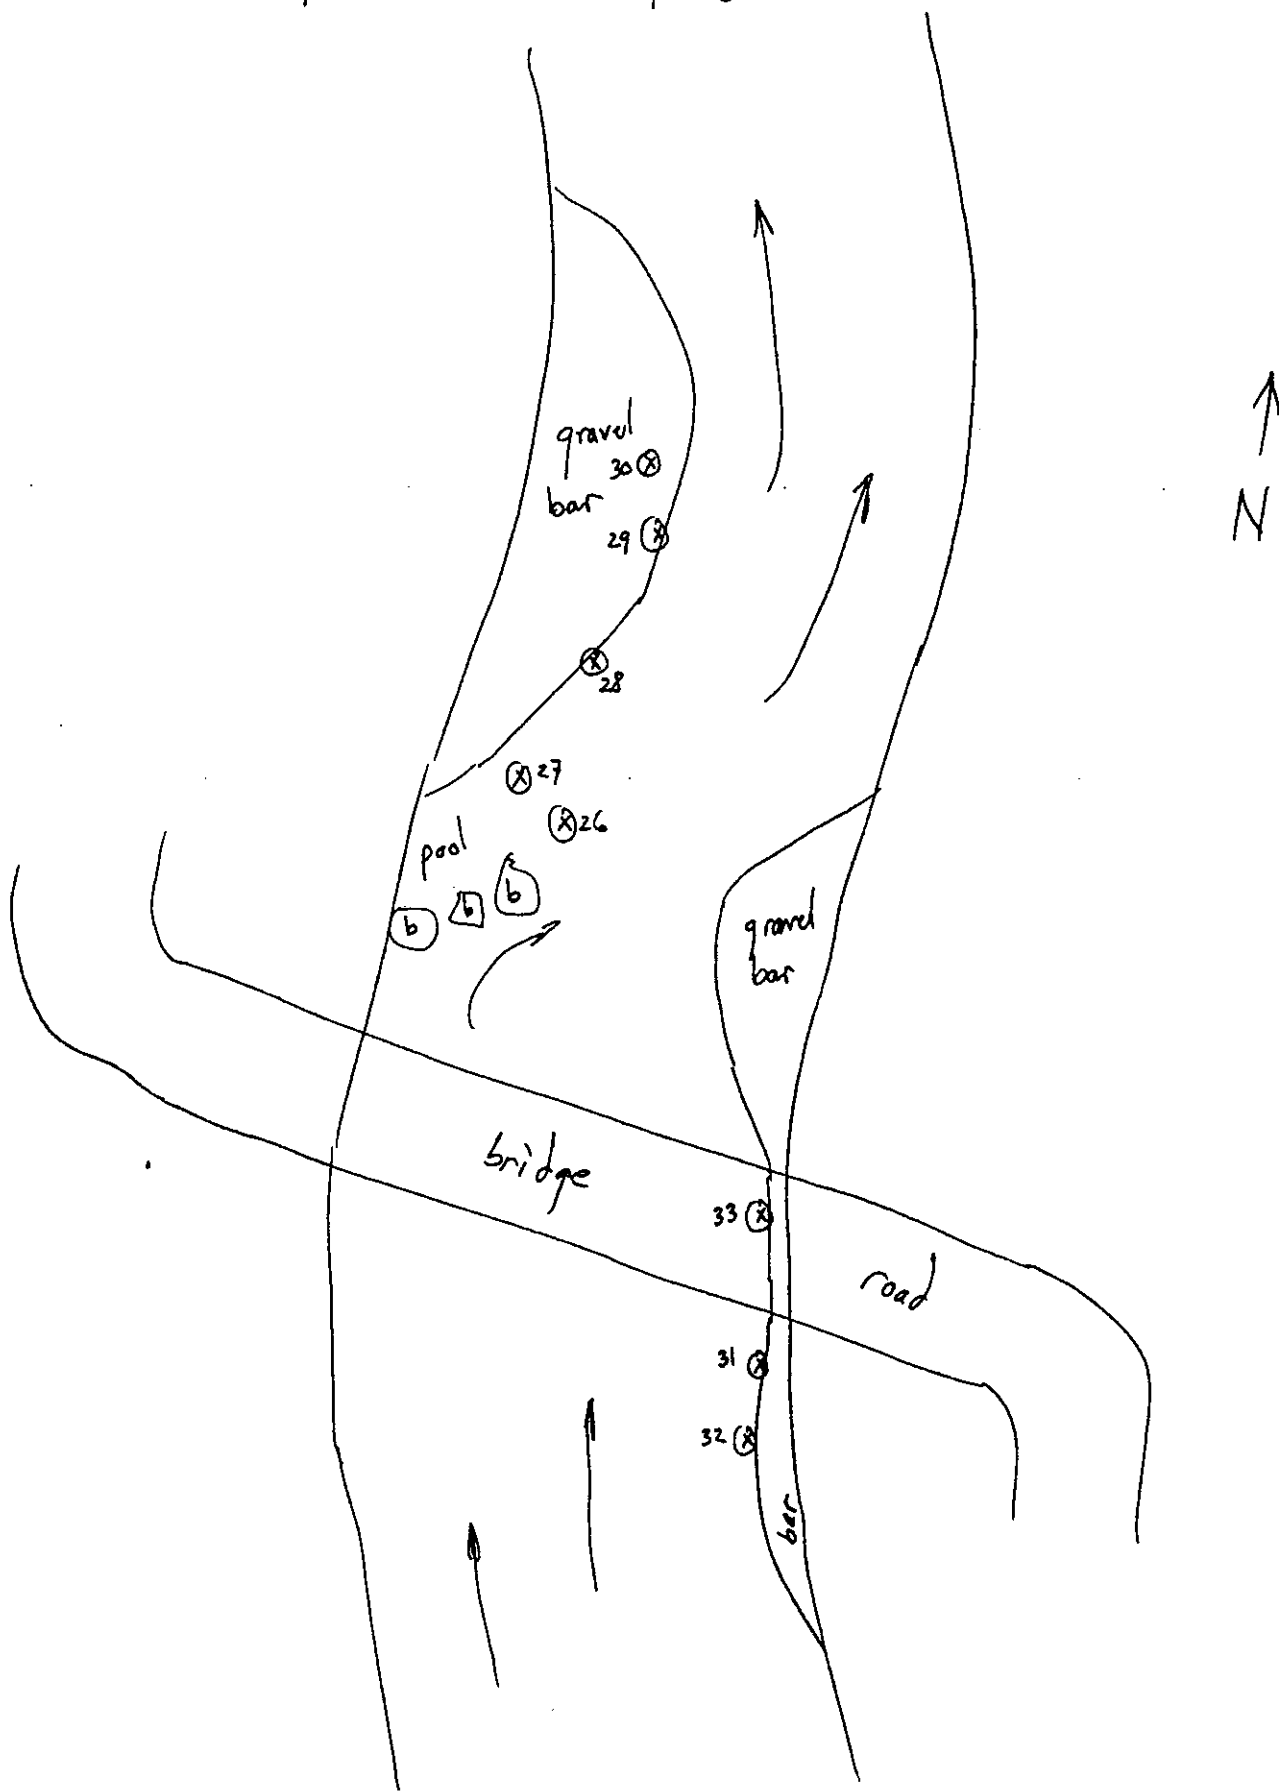 gravel
30 ⓧ
bar
29 ⓧ
N
ⓧ
28
ⓧ 27
ⓧ 26
pool
b
b
b
gravel
bar
bridge
33 ⓧ
road
31 ⓧ
32 ⓧ
bar